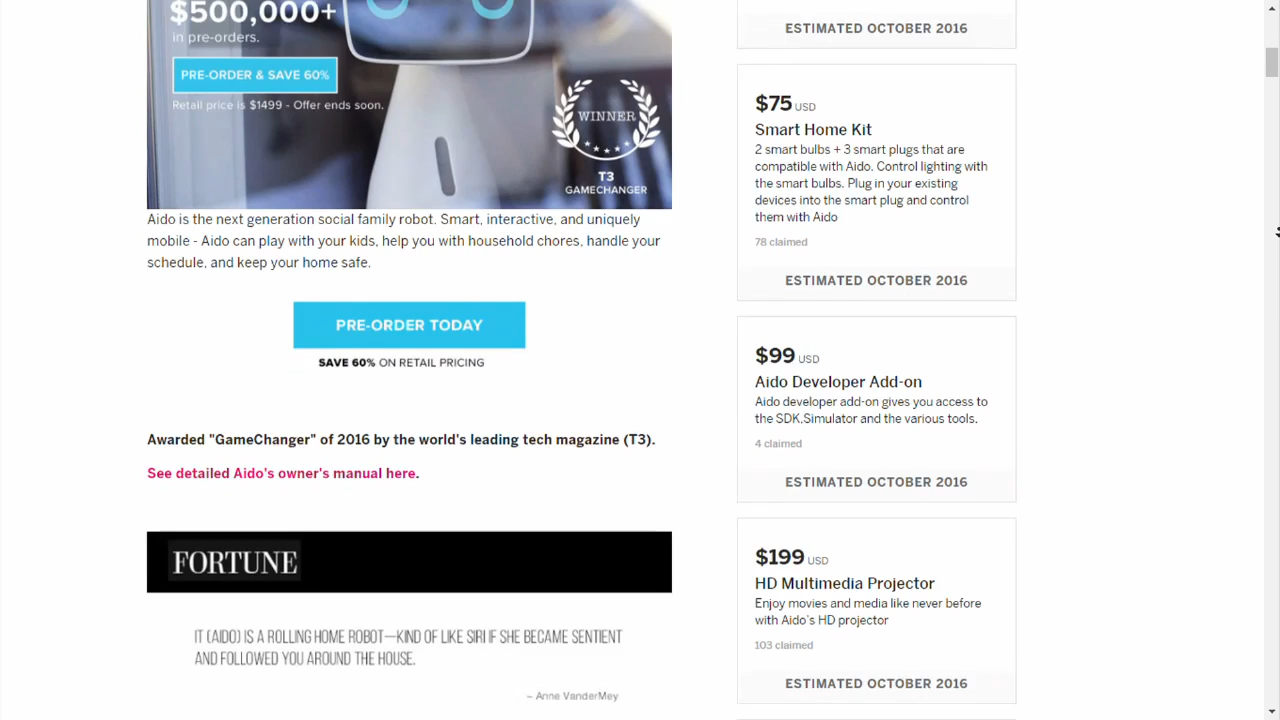 $500,000+
in pre-orders.
PRE-ORDER & SAVE 60%
Retail price is $1499 - Offer ends soon.
WINNER
T3
GAMECHANGER
Aido is the next generation social family robot. Smart, interactive, and uniquely
mobile - Aido can play with your kids, help you with household chores, handle your
schedule, and keep your home safe.
PRE-ORDER TODAY
SAVE 60% ON RETAIL PRICING
Awarded "GameChanger" of 2016 by the world's leading tech magazine (T3).
See detailed Aido's owner's manual here.
FORTUNE
IT (AIDO) IS A ROLLING HOME ROBOT—KIND OF LIKE SIRI IF SHE BECAME SENTIENT
AND FOLLOWED YOU AROUND THE HOUSE.
~ Anne VanderMey
ESTIMATED OCTOBER 2016
$75 USD
Smart Home Kit
2 smart bulbs + 3 smart plugs that are
compatible with Aido. Control lighting with
the smart bulbs. Plug in your existing
devices into the smart plug and control
them with Aido
78 claimed
ESTIMATED OCTOBER 2016
$99 USD
Aido Developer Add-on
Aido developer add-on gives you access to
the SDK,Simulator and the various tools.
4 claimed
ESTIMATED OCTOBER 2016
$199 USD
HD Multimedia Projector
Enjoy movies and media like never before
with Aido's HD projector
103 claimed
ESTIMATED OCTOBER 2016